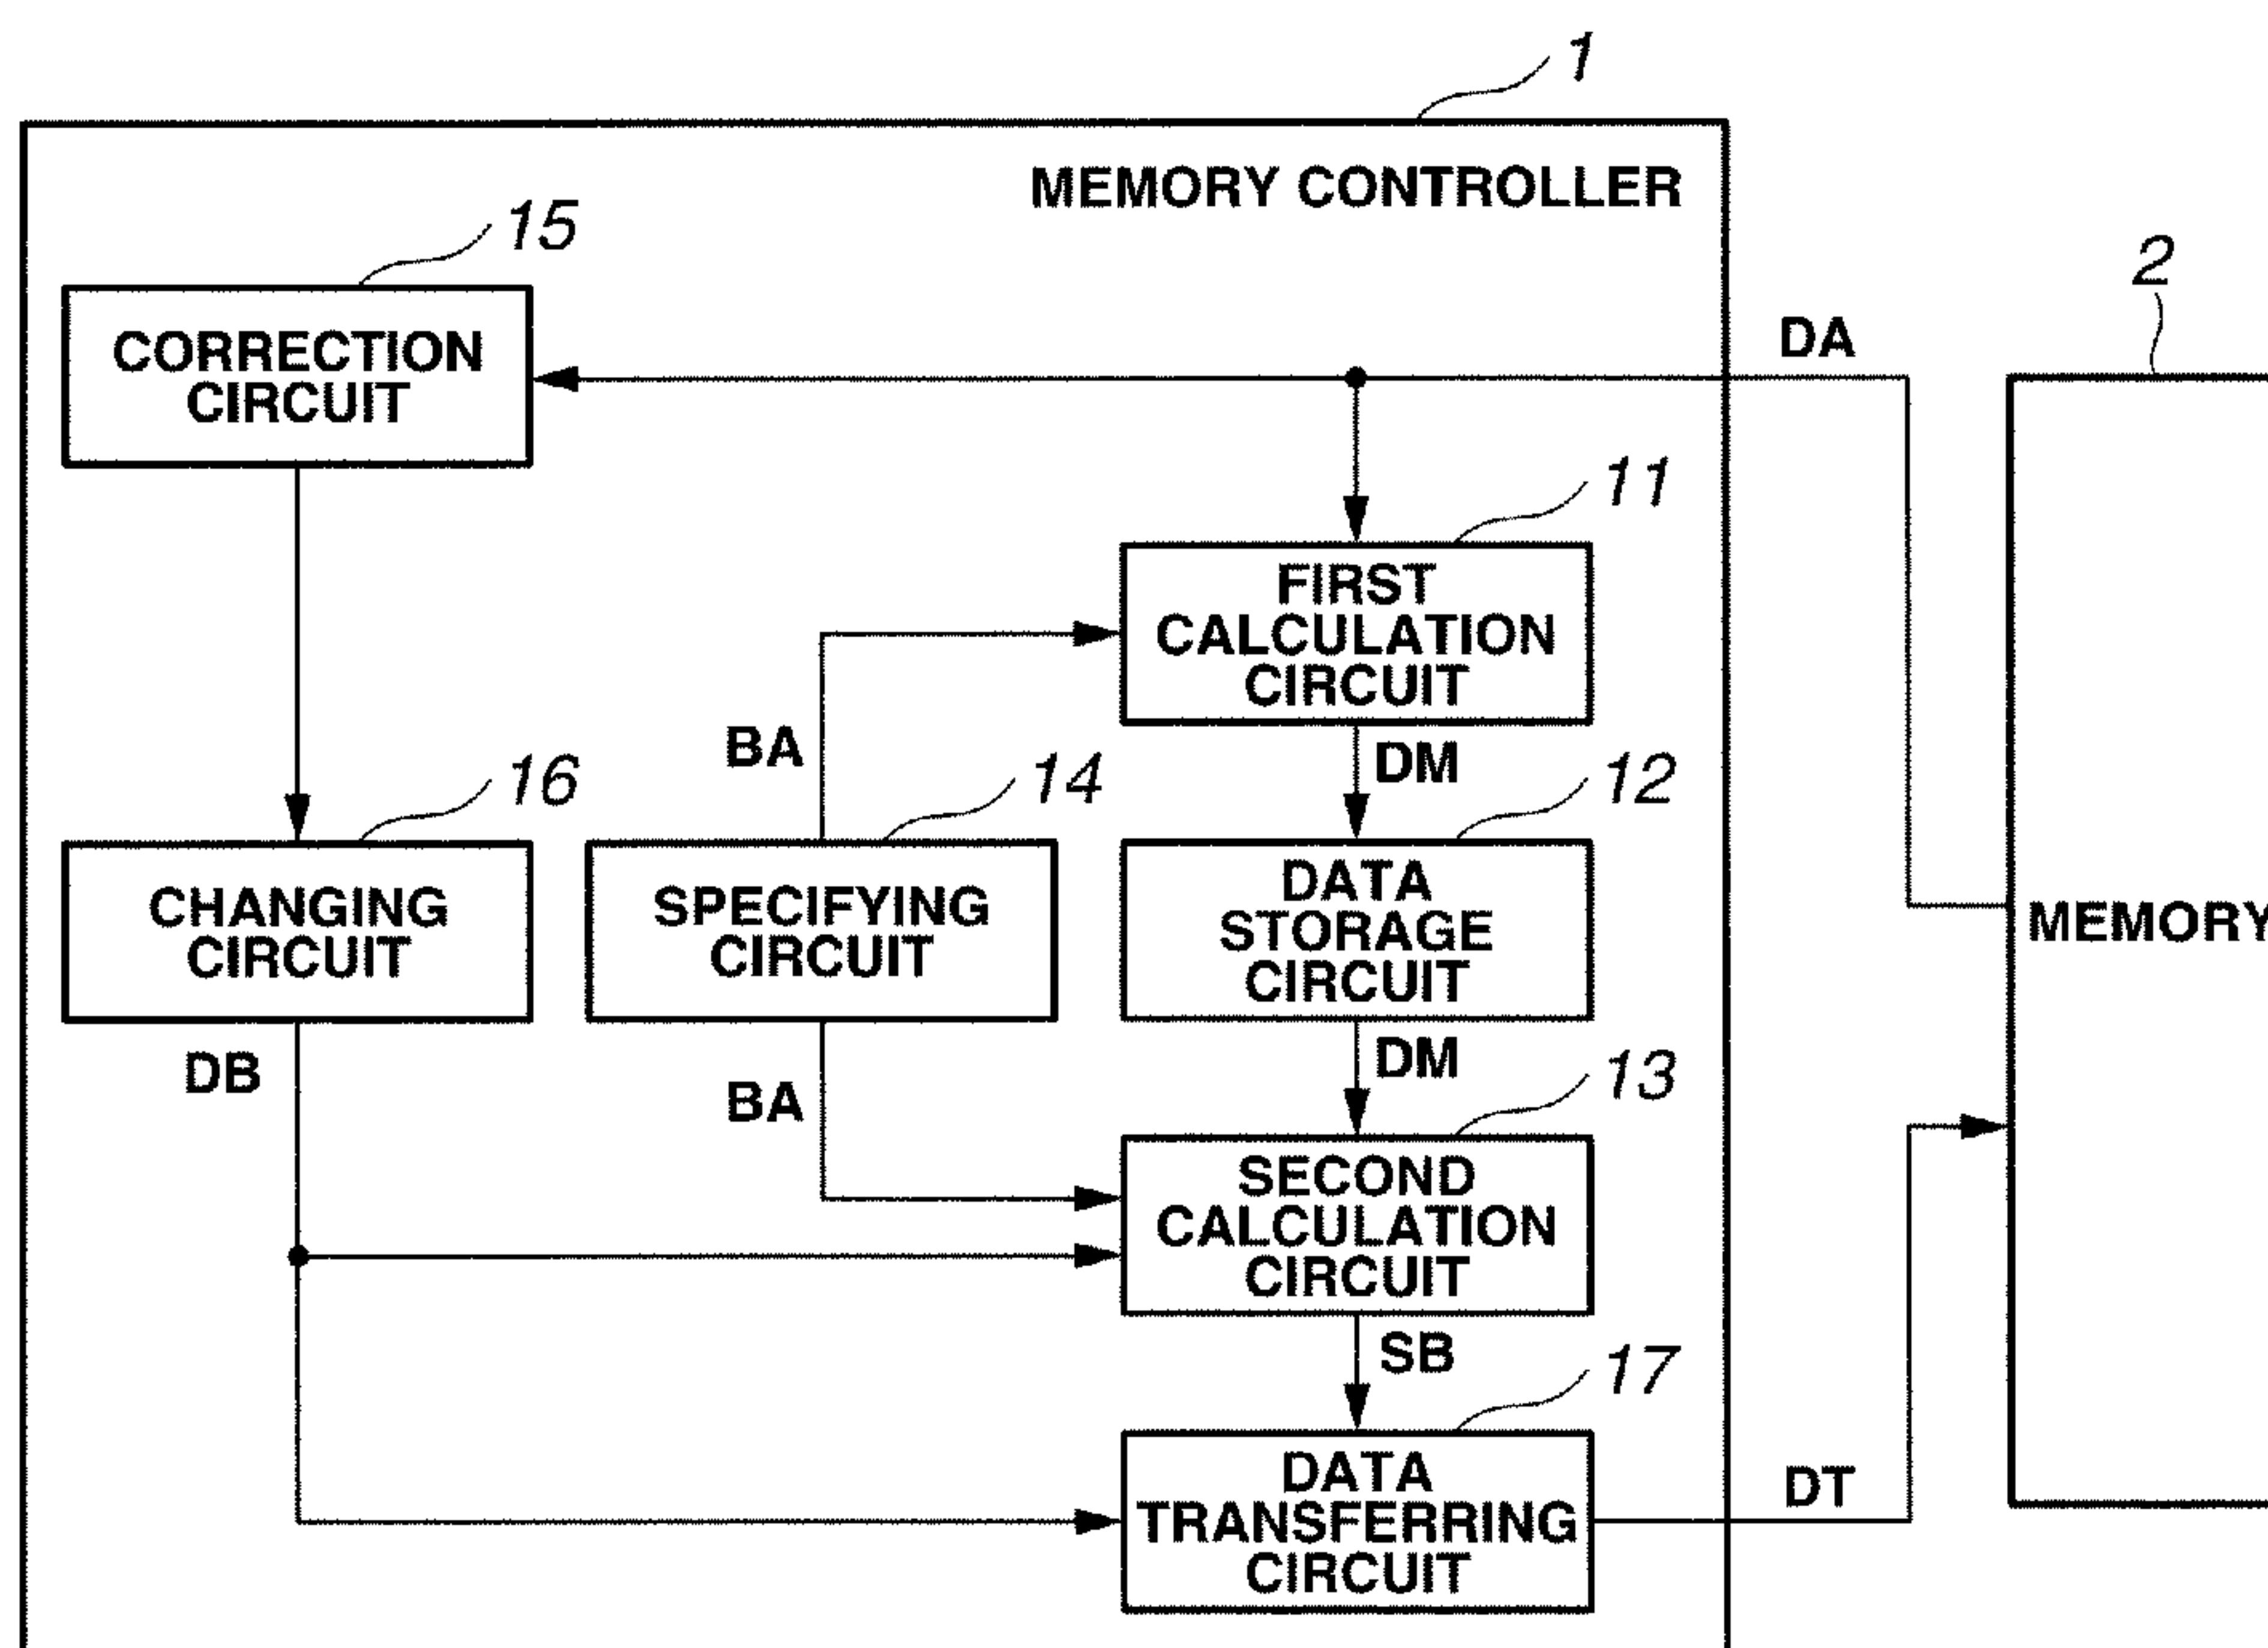 1
MEMORY CONTROLLER
15
2
CORRECTION
CIRCUIT
DA
11
FIRST
CALCULATION
CIRCUIT
BA
DM
16
14
12
CHANGING
CIRCUIT
SPECIFYING
CIRCUIT
DATA
STORAGE
CIRCUIT
MEMORY
DB
BA
DM
13
SECOND
CALCULATION
CIRCUIT
SB
17
DATA
TRANSFERRING
CIRCUIT
DT